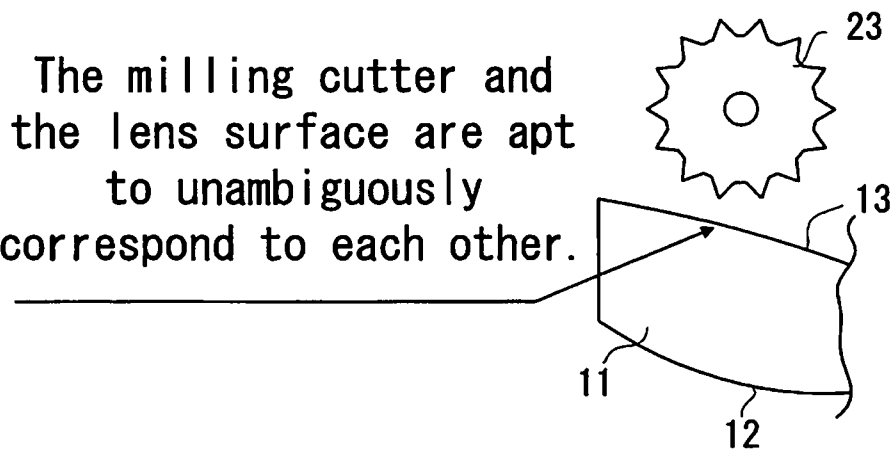 The milling cutter and
the lens surface are apt
to unambiguously
correspond to each other.
23
13
11
12